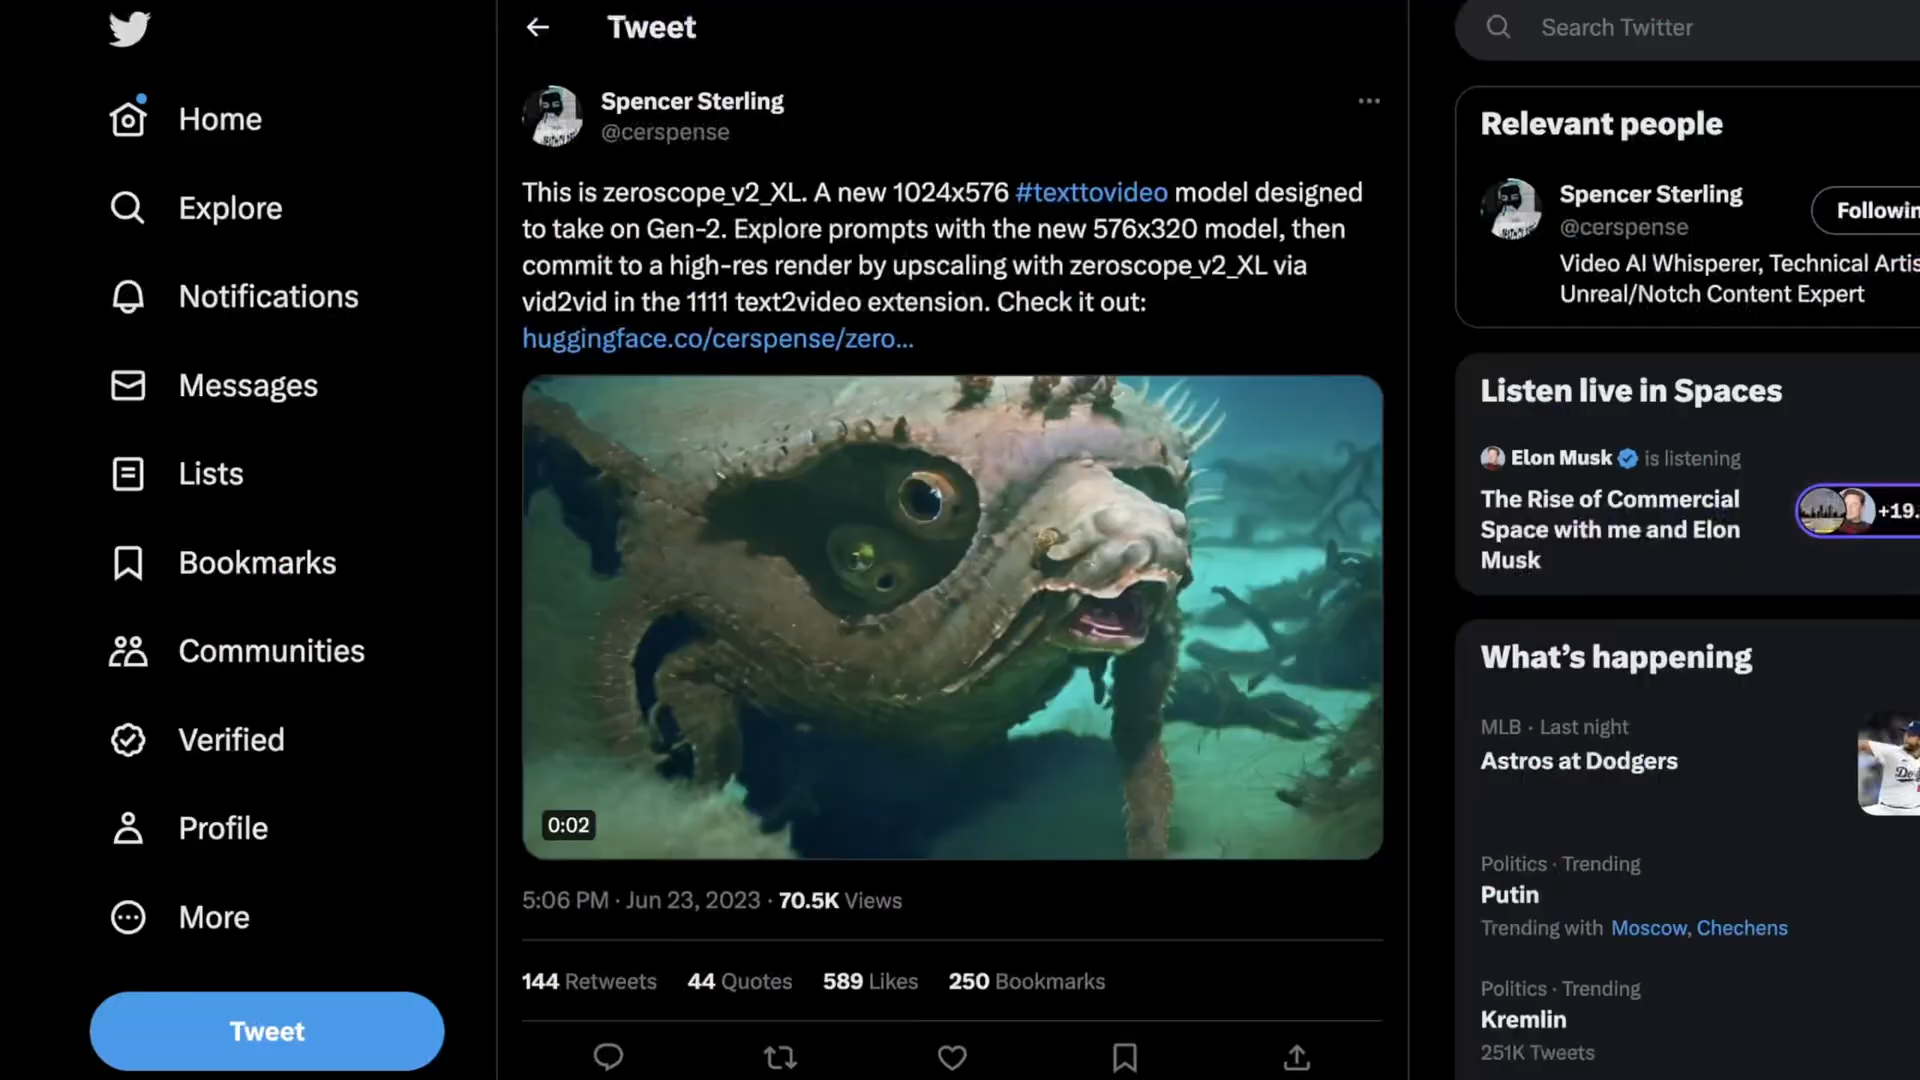 Home
Explore
Notifications
Messages
Lists
Bookmarks
Communities
Verified
Profile
More
Tweet
Tweet
Spencer Sterling
@cerspense
This is zeroscope_v2_XL. A new 1024x576 #texttovideo model designed
to take on Gen-2. Explore prompts with the new 576x320 model, then
commit to a high-res render by upscaling with zeroscope_v2_XL via
vid2vid in the 1111 text2video extension. Check it out:
huggingface.co/cerspense/zero...
0:02
5:06 PM · Jun 23, 2023 · 70.5K Views
144 Retweets 44 Quotes 589 Likes 250 Bookmarks
Search Twitter
Relevant people
Spencer Sterling
@cerspense
Followin
Video AI Whisperer, Technical Artis
Unreal/Notch Content Expert
Listen live in Spaces
Elon Musk is listening
The Rise of Commercial
Space with me and Elon
Musk
+19.
What's happening
MLB · Last night
Astros at Dodgers
Politics · Trending
Putin
Trending with Moscow, Chechens
Politics · Trending
Kremlin
251K Tweets